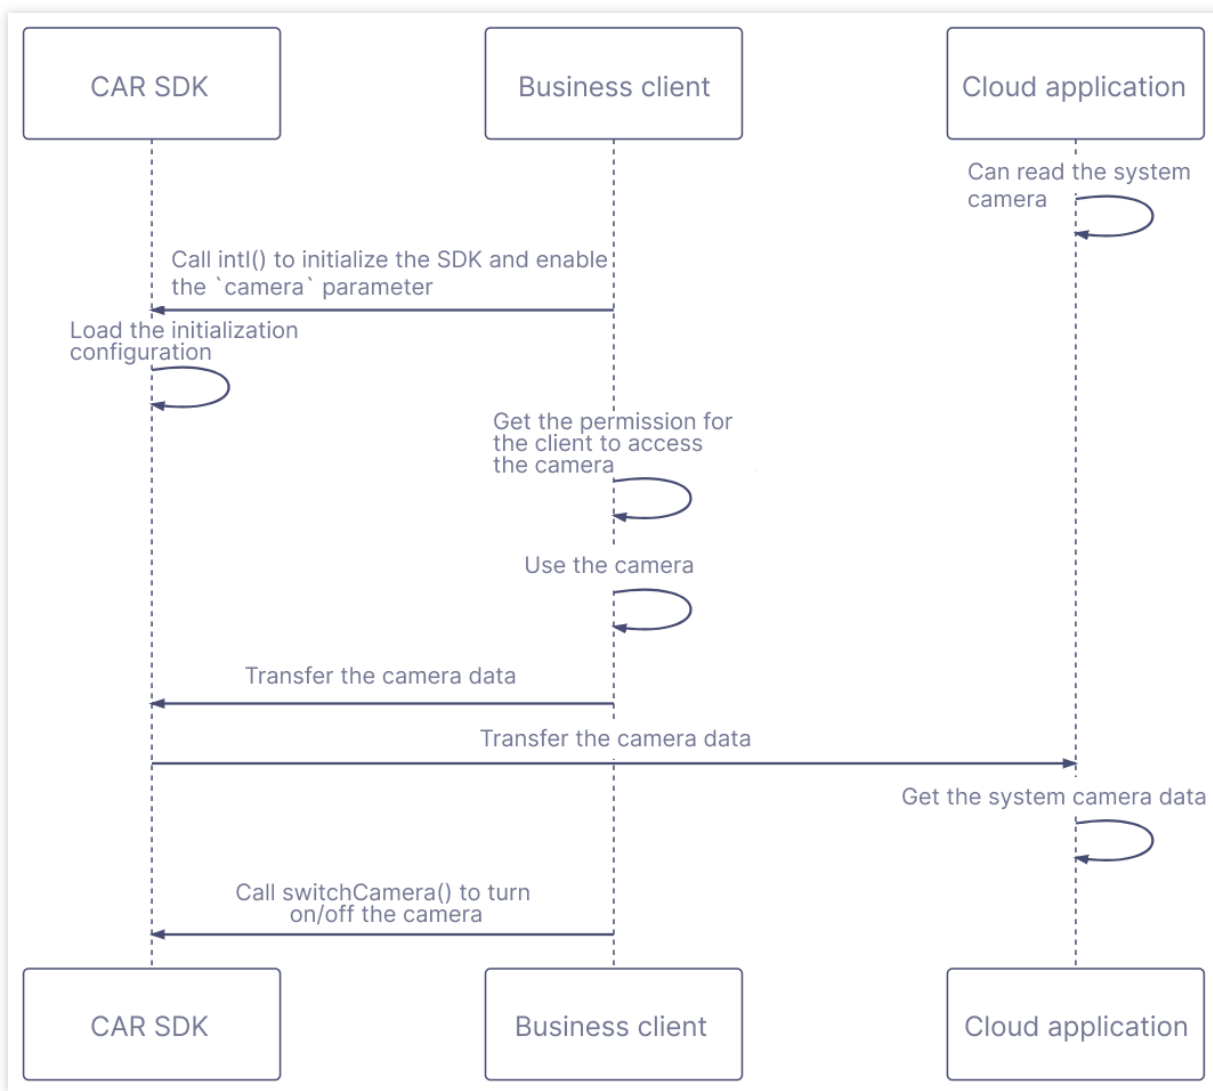 CAR SDK
Business client
Cloud application
Can read the system
camera
Call intl() to initialize the SDK and enable
the `camera` parameter
Load the initialization
configuration
Get the permission for
the client to access
the camera
Use the camera
Transfer the camera data
Transfer the camera data
Get the system camera data
Call switchCamera() to turn
on/off the camera
CAR SDK
Business client
Cloud application